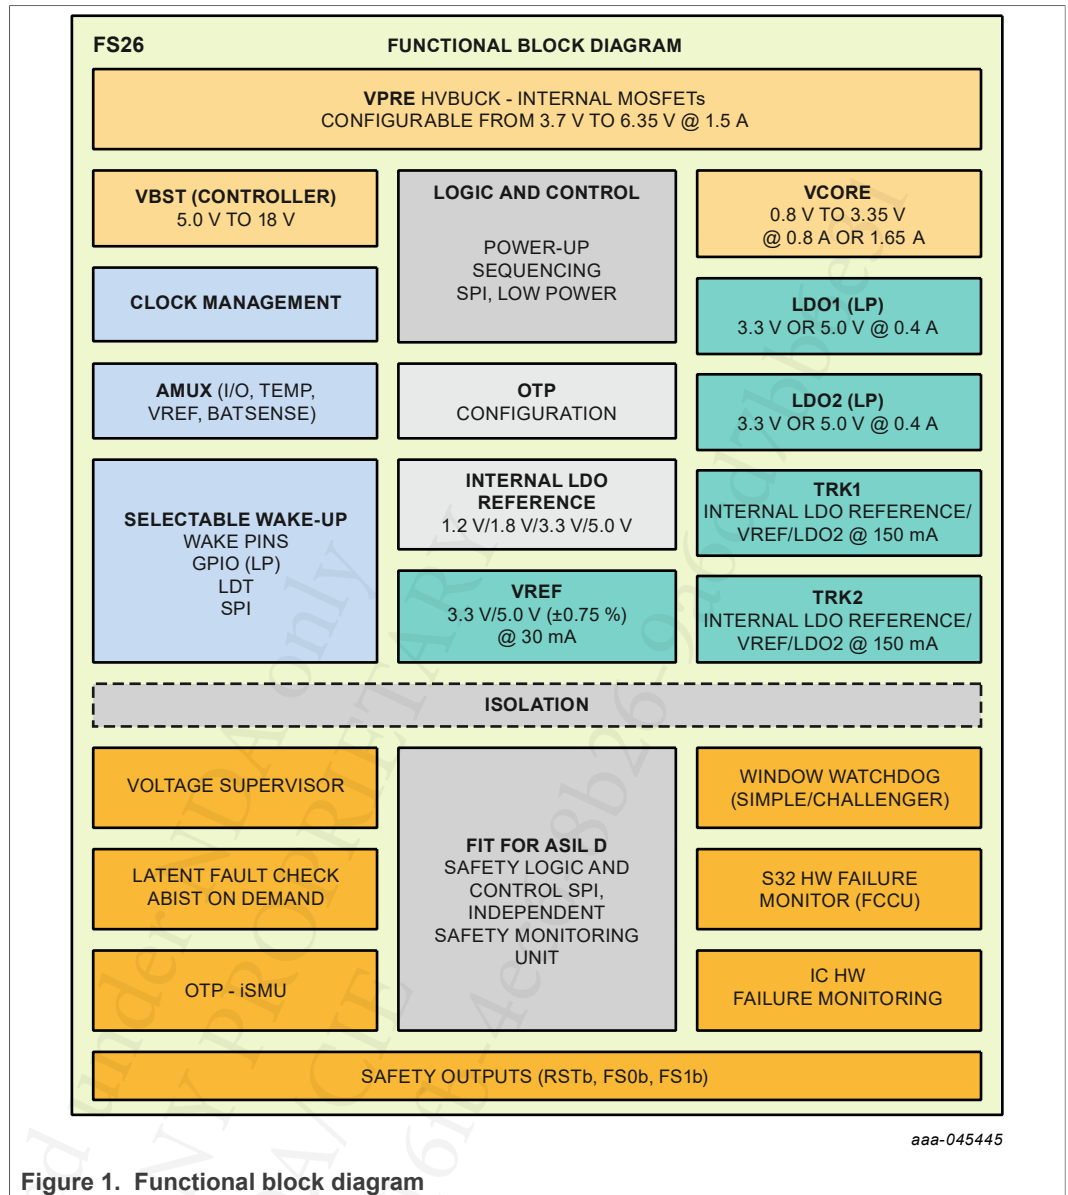 FS26
FUNCTIONAL BLOCK DIAGRAM
VPRE HVBUCK - INTERNAL MOSFETs
CONFIGURABLE FROM 3.7 V TO 6.35 V @ 1.5 A
VBST (CONTROLLER)
5.0 V TO 18 V
LOGIC AND CONTROL
POWER-UP
SEQUENCING
SPI, LOW POWER
VCORE
0.8 V TO 3.35 V
@ 0.8 A OR 1.65 A
CLOCK MANAGEMENT
LDO1 (LP)
3.3 V OR 5.0 V @ 0.4 A
AMUX (I/O, TEMP,
VREF, BATSENSE)
OTP
CONFIGURATION
LDO2 (LP)
3.3 V OR 5.0 V @ 0.4 A
SELECTABLE WAKE-UP
WAKE PINS
GPIO (LP)
LDT
SPI
INTERNAL LDO
REFERENCE
1.2 V/1.8 V/3.3 V/5.0 V
TRK1
INTERNAL LDO REFERENCE/
VREF/LDO2 @ 150 mA
VREF
3.3 V/5.0 V (±0.75 %)
@ 30 mA
TRK2
INTERNAL LDO REFERENCE/
VREF/LDO2 @ 150 mA
ISOLATION
VOLTAGE SUPERVISOR
FIT FOR ASIL D
SAFETY LOGIC AND
CONTROL SPI,
INDEPENDENT
SAFETY MONITORING
UNIT
WINDOW WATCHDOG
(SIMPLE/CHALLENGER)
LATENT FAULT CHECK
ABIST ON DEMAND
S32 HW FAILURE
MONITOR (FCCU)
OTP - iSMU
IC HW
FAILURE MONITORING
SAFETY OUTPUTS (RSTb, FS0b, FS1b)
aaa-045445
Figure 1. Functional block diagram
under NDA only
PROPRIETARY